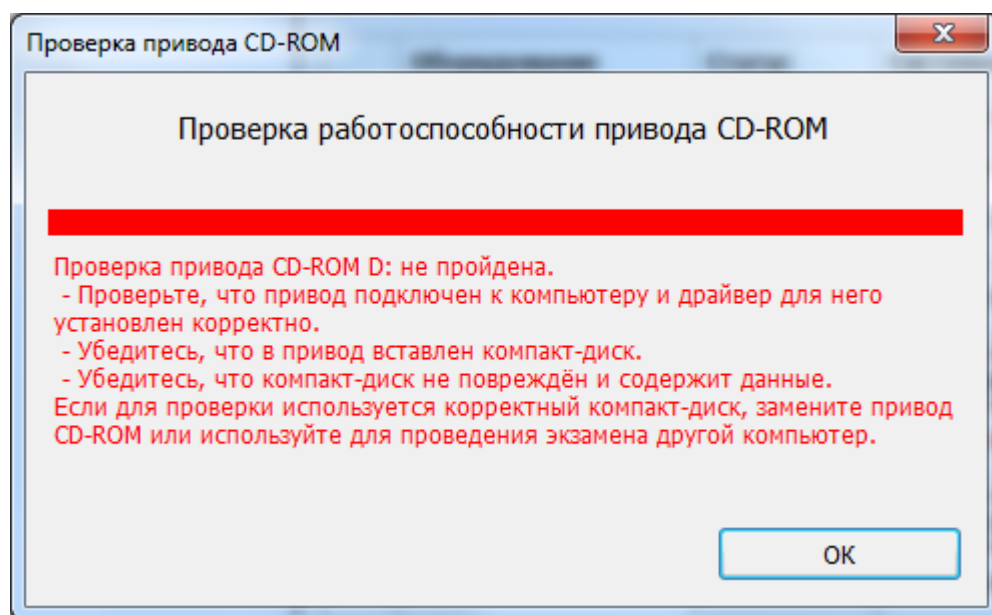 Проверка привода CD-ROM
Проверка работоспособности привода CD-ROM
Проверка привода CD-ROM D: не пройдена.
- Проверьте, что привод подключен к компьютеру и драйвер для него
установлен корректно.
- Убедитесь, что в привод вставлен компакт-диск.
- Убедитесь, что компакт-диск не повреждён и содержит данные.
Если для проверки используется корректный компакт-диск, замените привод
CD-ROM или используйте для проведения экзамена другой компьютер.
ОК